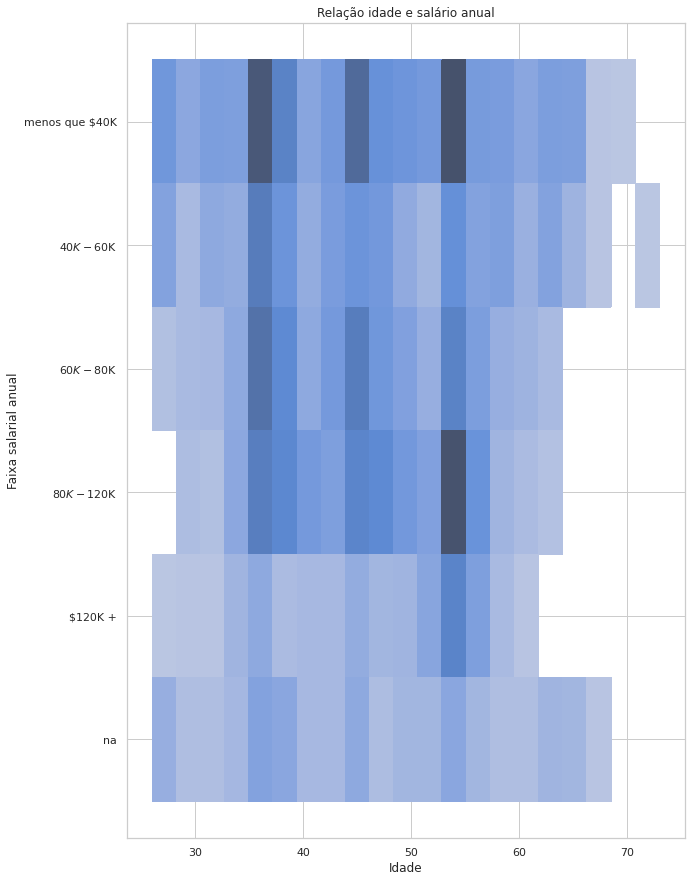 Relação idade e salário anual
Faixa salarial anual
menos que $40K
40K − 60K
60K − 80K
80K − 120K
$120K +
na
30 40 50 60 70
Idade